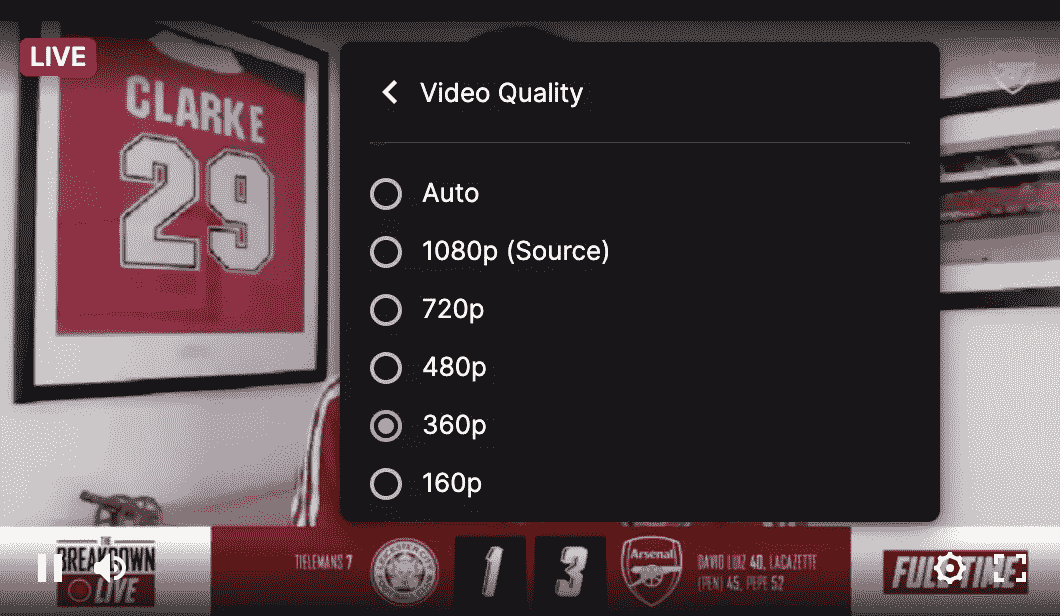 LIVE
CLARKE
29
Video Quality
Auto
1080p (Source)
720p
480p
360p
160p
THE
BREAKDOWN
LIVE
TIELEMANS 7
1
3
Arsenal
DAVID LUIZ 40, LACAZETTE
(PEN) 45, PEPE 52
FULL TIME